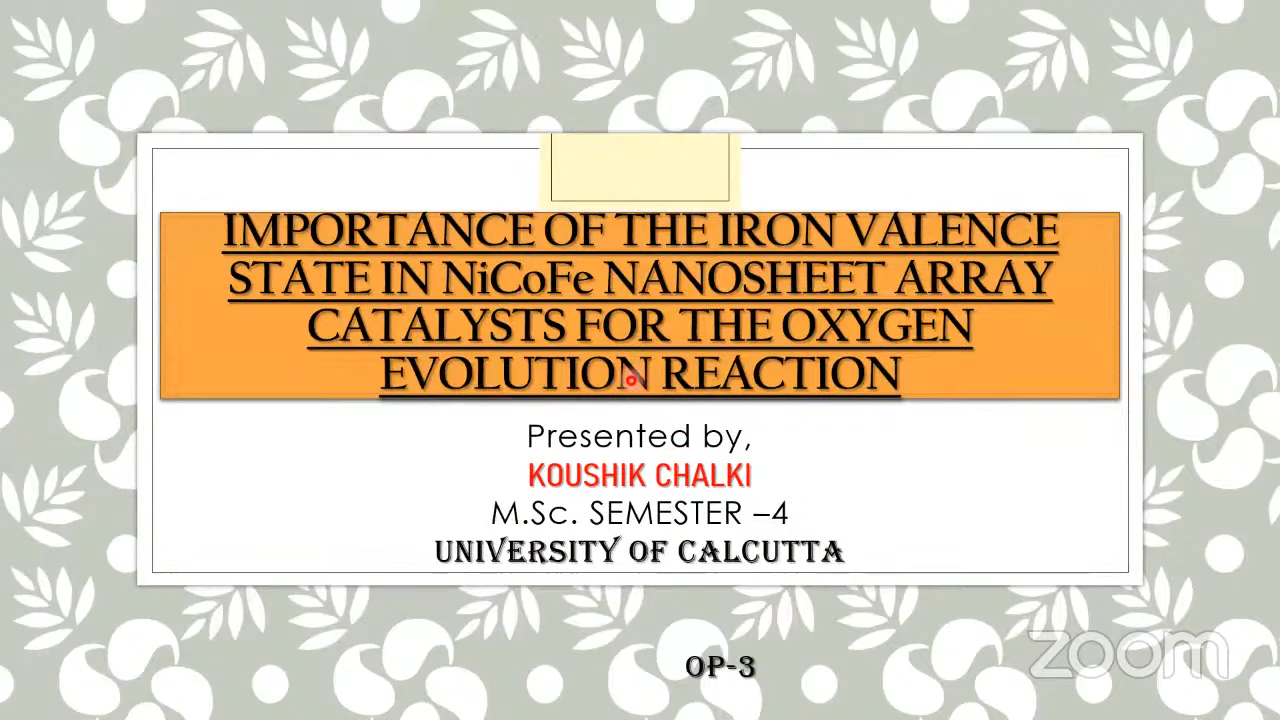 IMPORTANCE OF THE IRON VALENCE
STATE IN NiCoFe NANOSHEET ARRAY
CATALYSTS FOR THE OXYGEN
EVOLUTION REACTION
Presented by,
KOUSHIK CHALKI
M.Sc. SEMESTER –4
UNIVERSITY OF CALCUTTA
OP-3
zoom